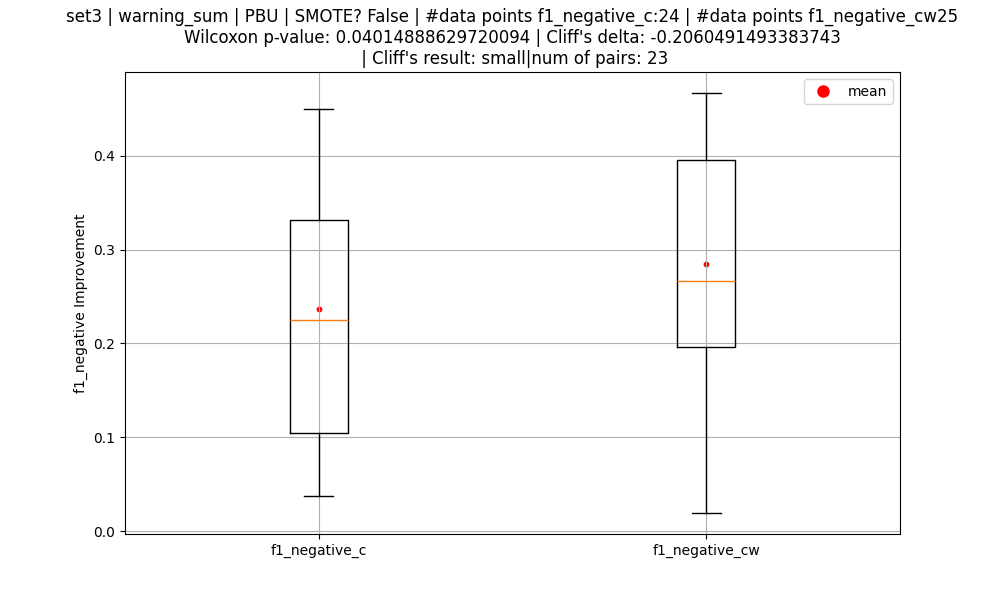 set3 | warning_sum | PBU | SMOTE? False | #data points f1_negative_c:24 | #data points f1_negative_cw25
Wilcoxon p-value: 0.04014888629720094 | Cliff's delta: -0.2060491493383743
| Cliff's result: small|num of pairs: 23
mean
0.4
0.3
0.2
0.1
0.0
f1_negative Improvement
f1_negative_c
f1_negative_cw